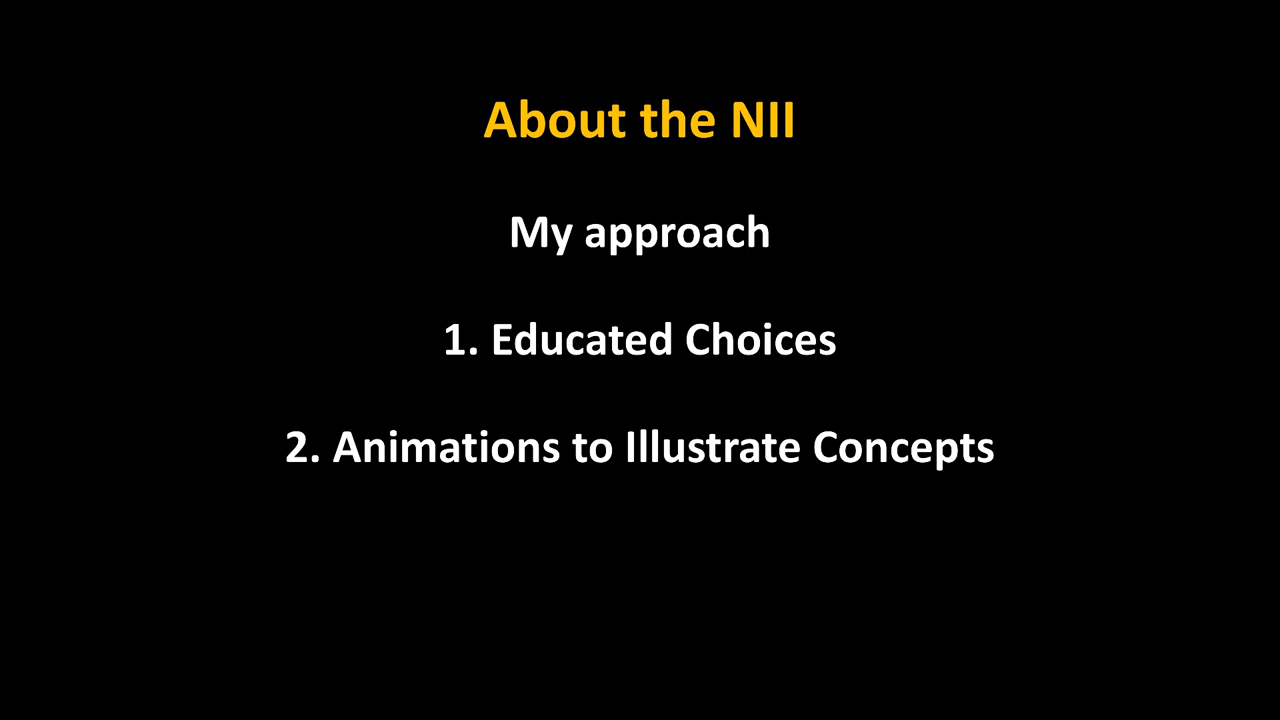 About the NII
My approach
1. Educated Choices
2. Animations to Illustrate Concepts